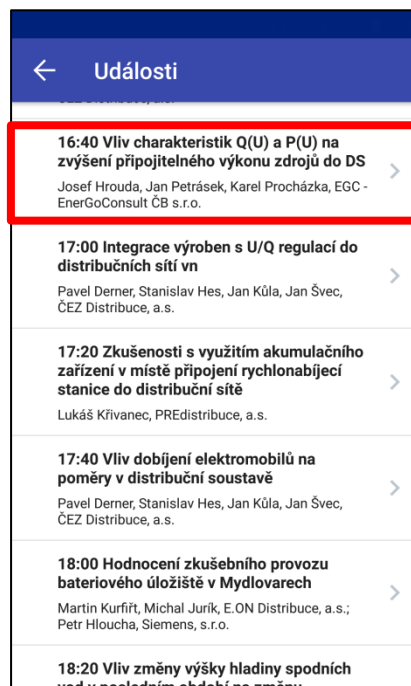 Události
16:40 Vliv charakteristik Q(U) a P(U) na
zvýšení připojitelného výkonu zdrojů do DS
Josef Hrouda, Jan Petrásek, Karel Procházka, EGC -
EnerGoConsult ČB s.r.o.
17:00 Integrace výroben s U/Q regulací do
distribučních sítí vn
Pavel Derner, Stanislav Hes, Jan Kůla, Jan Švec,
ČEZ Distribuce, a.s.
17:20 Zkušenosti s využitím akumulačního
zařízení v místě připojení rychlonabíjecí
stanice do distribuční sítě
Lukáš Křivanec, PREdistribuce, a.s.
17:40 Vliv dobíjení elektromobilů na
poměry v distribuční soustavě
Pavel Derner, Stanislav Hes, Jan Kůla, Jan Švec,
ČEZ Distribuce, a.s.
18:00 Hodnocení zkušebního provozu
bateriového úložiště v Mydlovarech
Martin Kurfiřt, Michal Jurík, E.ON Distribuce, a.s.;
Petr Hloucha, Siemens, s.r.o.
18:20 Vliv změny výšky hladiny spodních